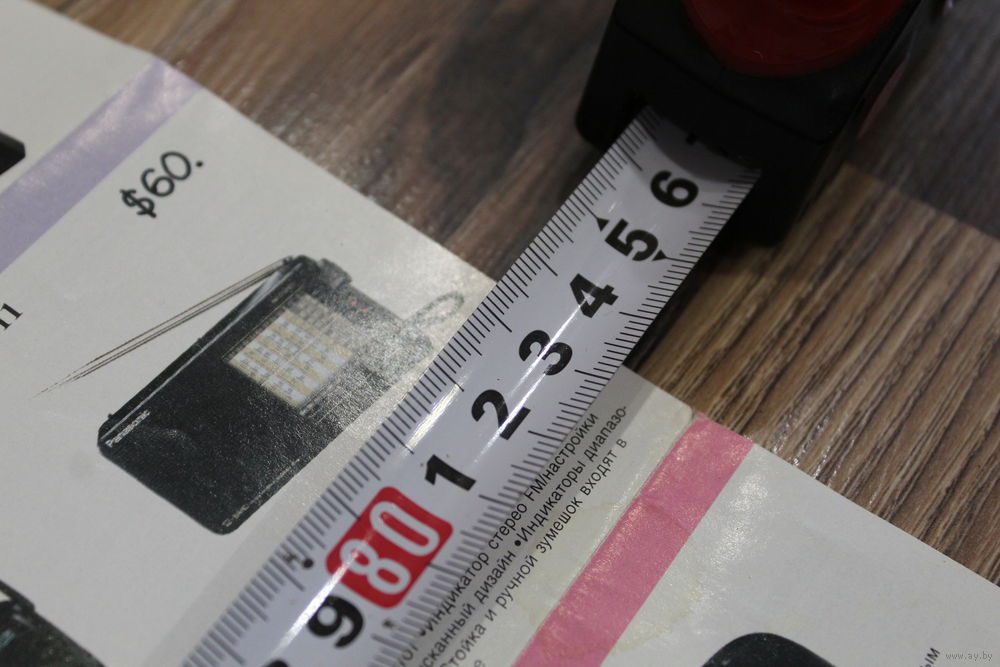 $60.
11
Panasonic
6
5
4
3
2
1
80
9
•Индикатор стерео FM/настройки
сканный дизайн •Индикаторы диапазо-
Стойка и ручной зумешок входят в
www.ay.by